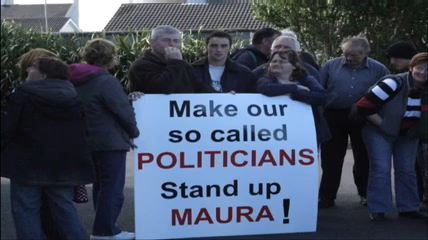 Make our
so called
POLITICIANS
Stand up
MAURA!